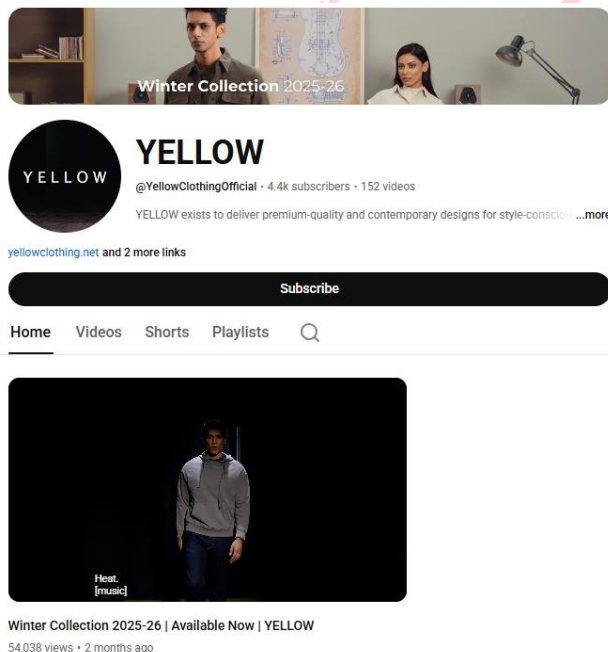 Winter Collection 2025-26
YELLOW
YELLOW
@YellowClothingOfficial • 4.4k subscribers • 152 videos
YELLOW exists to deliver premium-quality and contemporary designs for style-conscio ...more
yellowclothing.net and 2 more links
Subscribe
Home Videos Shorts Playlists
Heat.
[music]
Winter Collection 2025-26 | Available Now | YELLOW
54,038 views • 2 months ago